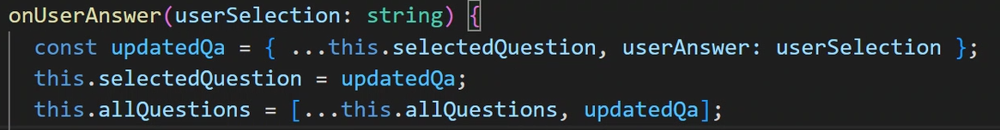 onUserAnswer(userSelection: string) {
const updatedQa = { ...this.selectedQuestion, userAnswer: userSelection };
this.selectedQuestion = updatedQa;
this.allQuestions = [...this.allQuestions, updatedQa];